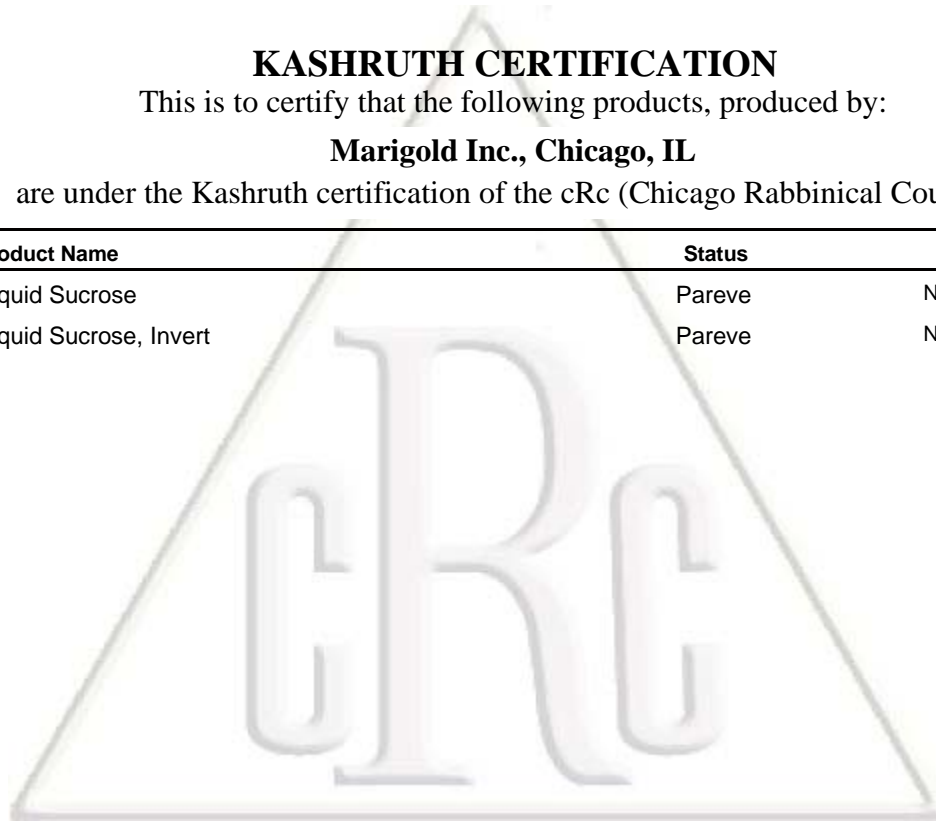 KASHRUTH CERTIFICATION
This is to certify that the following products, produced by:
Marigold Inc., Chicago, IL
are under the Kashruth certification of the cRc (Chicago Rabbinical Cou
oduct Name Status
quid Sucrose Pareve N
quid Sucrose, Invert Pareve N
cRc